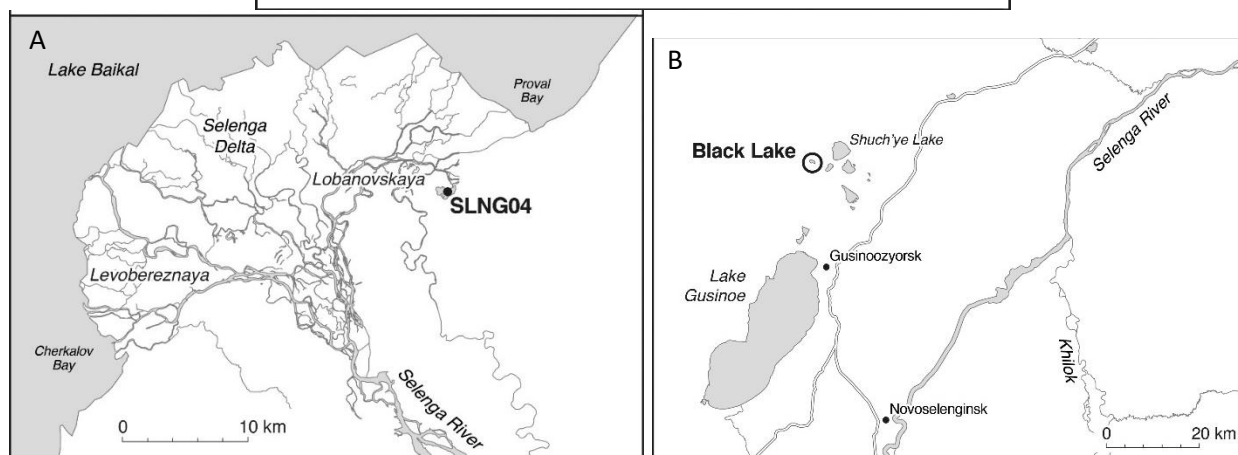 A
Lake Baikal
Proval
Bay
Selenga
Delta
Lobanovskaya
SLNG04
Levobereznaya
Cherkalov
Bay
Selenga River
0 10 km
B
Shuch'ye Lake
Black Lake
Selenga River
Gusinoozyorsk
Lake
Gusinoe
Khilok
Novoselenginsk
0 20 km